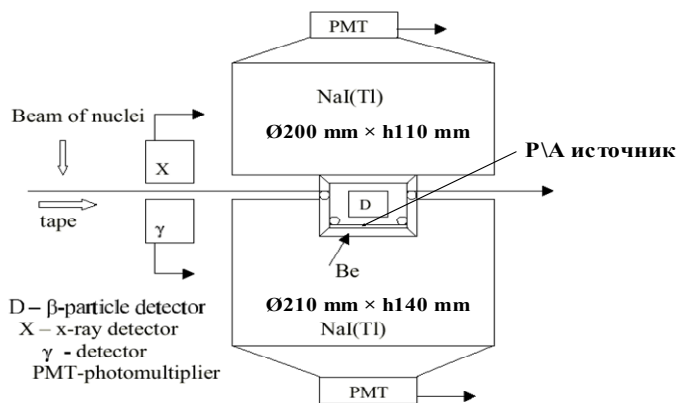 PMT
NaI(Tl)
Ø200 mm × h110 mm
Beam of nuclei
Р\А источник
X
D
tape
γ
Be
D – β-particle detector
X – x-ray detector
γ - detector
PMT-photomultiplier
Ø210 mm × h140 mm
NaI(Tl)
PMT